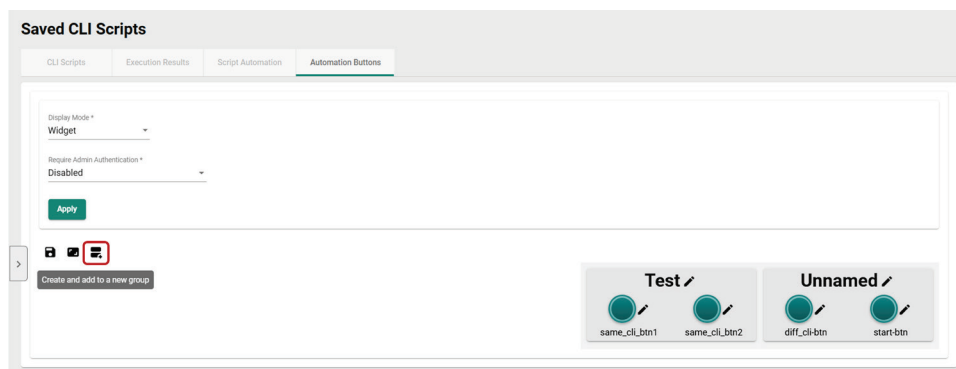 Saved CLI Scripts
CLI Scripts Execution Results Script Automation Automation Buttons
Display Mode *
Widget
Require Admin Authentication *
Disabled
Apply
Create and add to a new group
Test Unnamed
same_cli_btn1 same_cli_btn2 diff_cli-btn start-btn